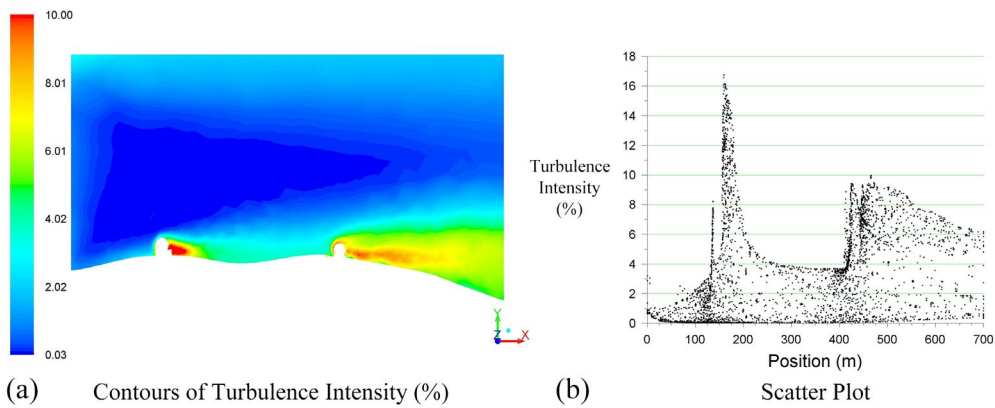 10.00
8.01
6.01
4.02
2.02
0.03
Y
Z
X
(a) Contours of Turbulence Intensity (%)
Turbulence
Intensity
(%)
18
16
14
12
10
8
6
4
2
0
0 100 200 300 400 500 600 700
Position (m)
(b) Scatter Plot